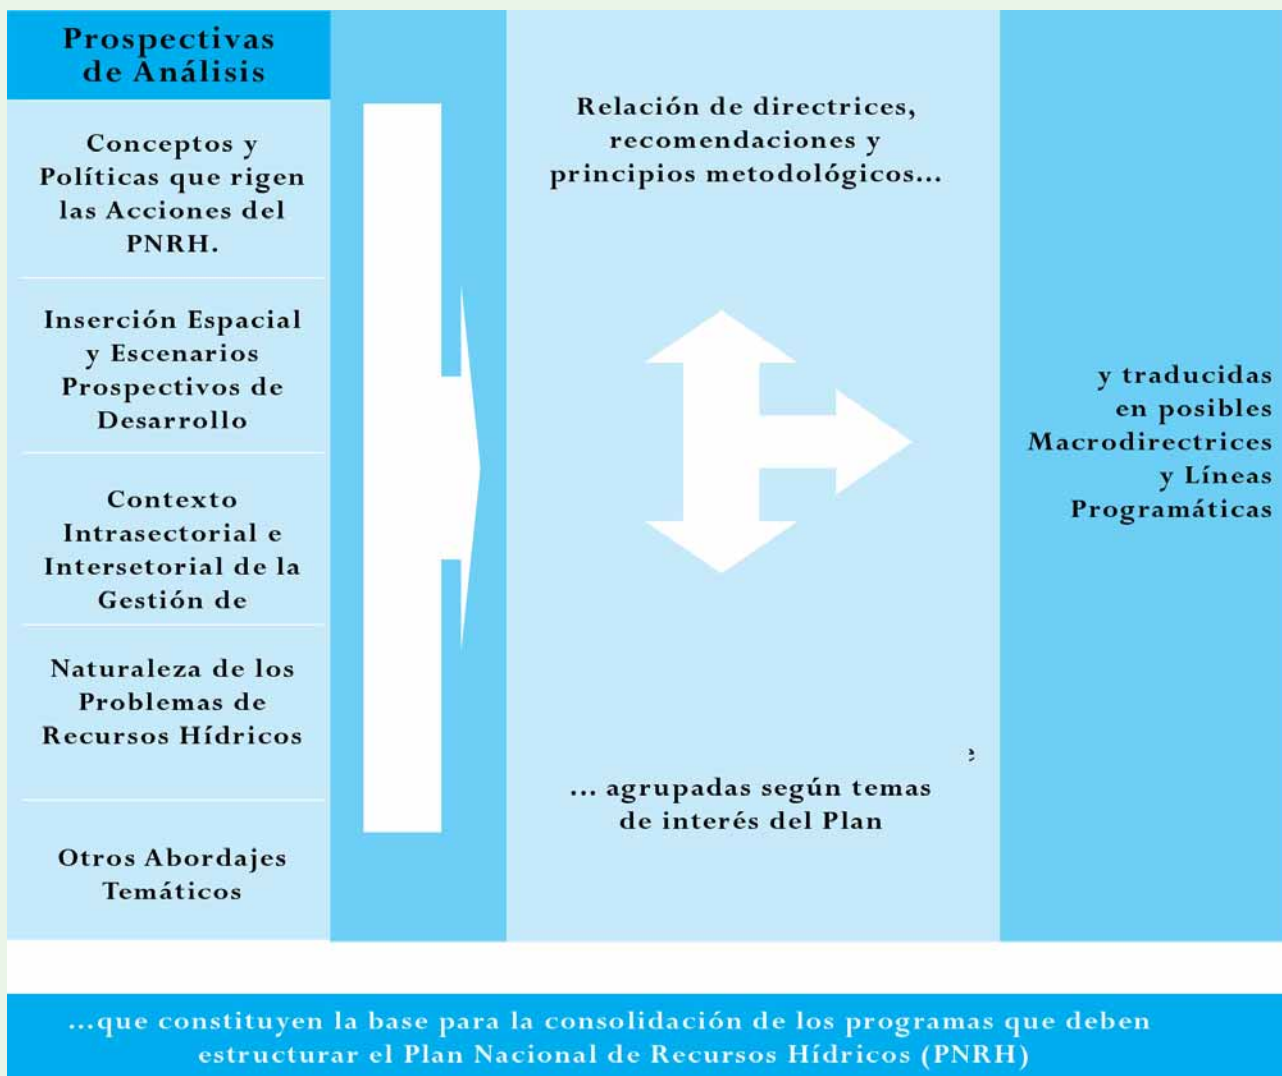 Prospectivas
de Análisis
Conceptos y
Políticas que rigen
las Acciones del
PNRH.
Inserción Espacial
y Escenarios
Prospectivos de
Desarrollo
Contexto
Intrasectorial e
Intersetorial de la
Gestión de
Naturaleza de los
Problemas de
Recursos Hídricos
Otros Abordajes
Temáticos
Relación de directrices,
recomendaciones y
principios metodológicos...
... agrupadas según temas
de interés del Plan
y traducidas
en posibles
Macrodirectrices
y Líneas
Programáticas
...que constituyen la base para la consolidación de los programas que deben
estructurar el Plan Nacional de Recursos Hídricos (PNRH)